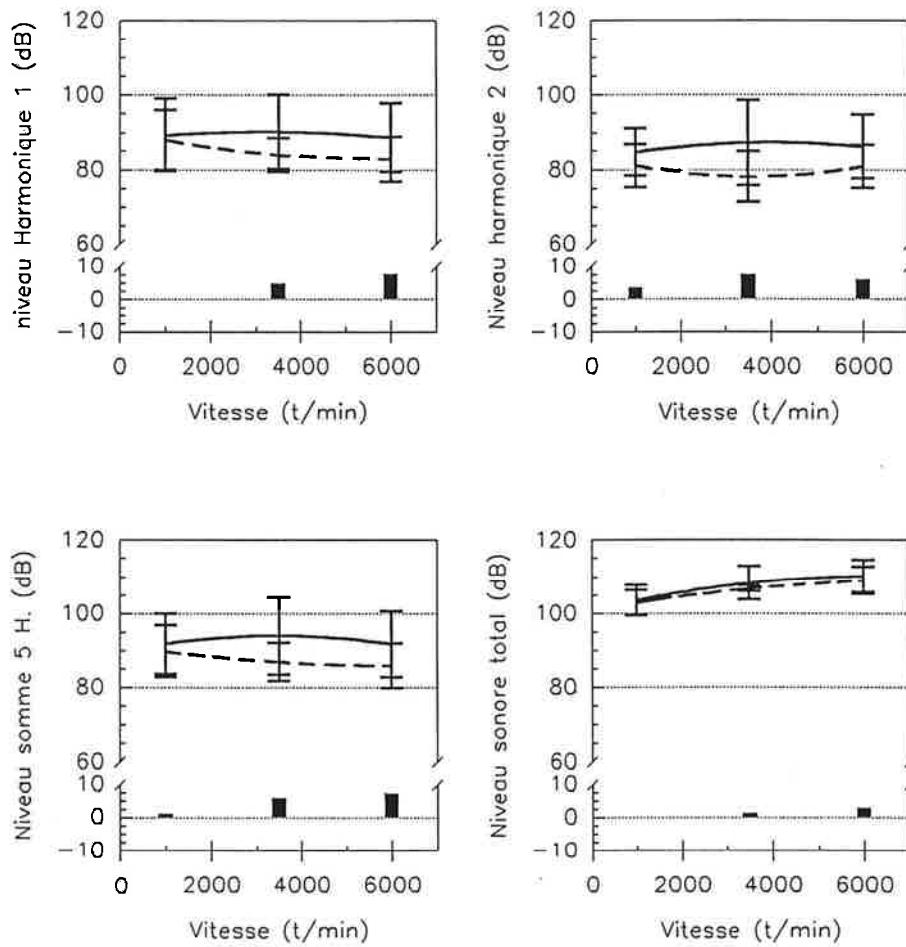 niveau Harmonique 1 (dB)
120
100
80
60
10
0
−10
0 2000 4000 6000
Vitesse (t/min)
Niveau harmonique 2 (dB)
120
100
80
60
10
0
−10
0 2000 4000 6000
Vitesse (t/min)
Niveau somme 5 H. (dB)
120
100
80
60
10
0
−10
0 2000 4000 6000
Vitesse (t/min)
Niveau sonore total (dB)
120
100
80
60
10
0
−10
0 2000 4000 6000
Vitesse (t/min)